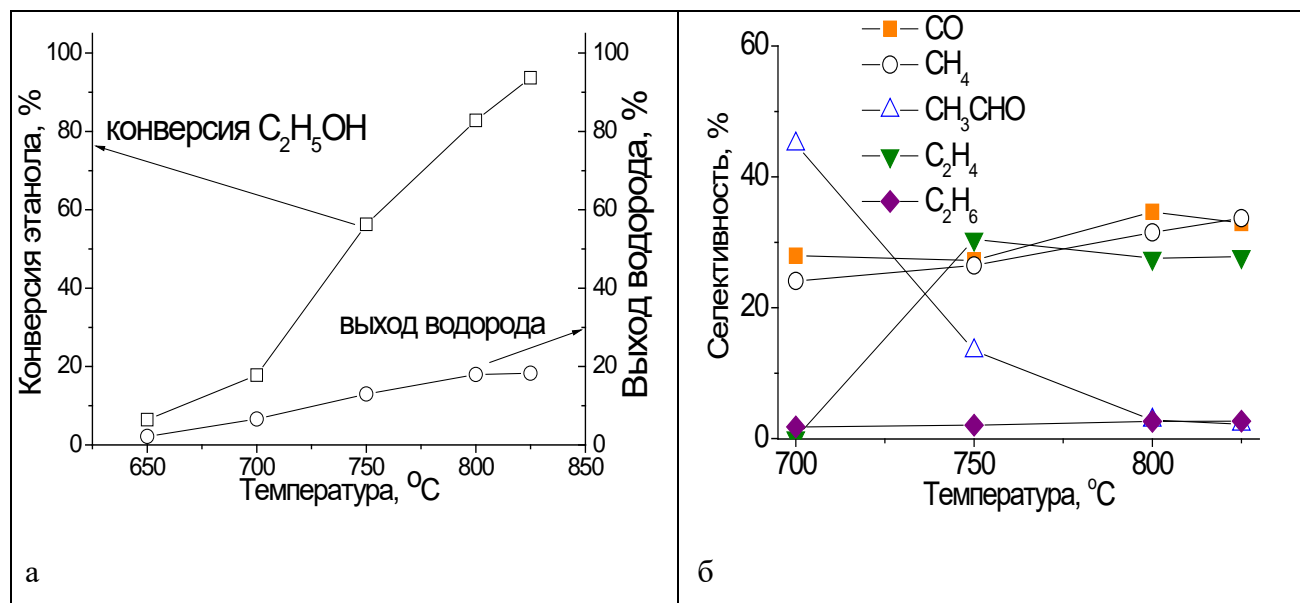 Конверсия этанола, %
100
80
60
40
20
0
конверсия C₂H₅OH
выход водорода
100
80
60
40
20
0
Выход водорода, %
650 700 750 800 850
Температура, °C
а
Селективность, %
60
40
20
0
CO
CH₄
CH₃CHO
C₂H₄
C₂H₆
700 750 800
Температура, °C
б